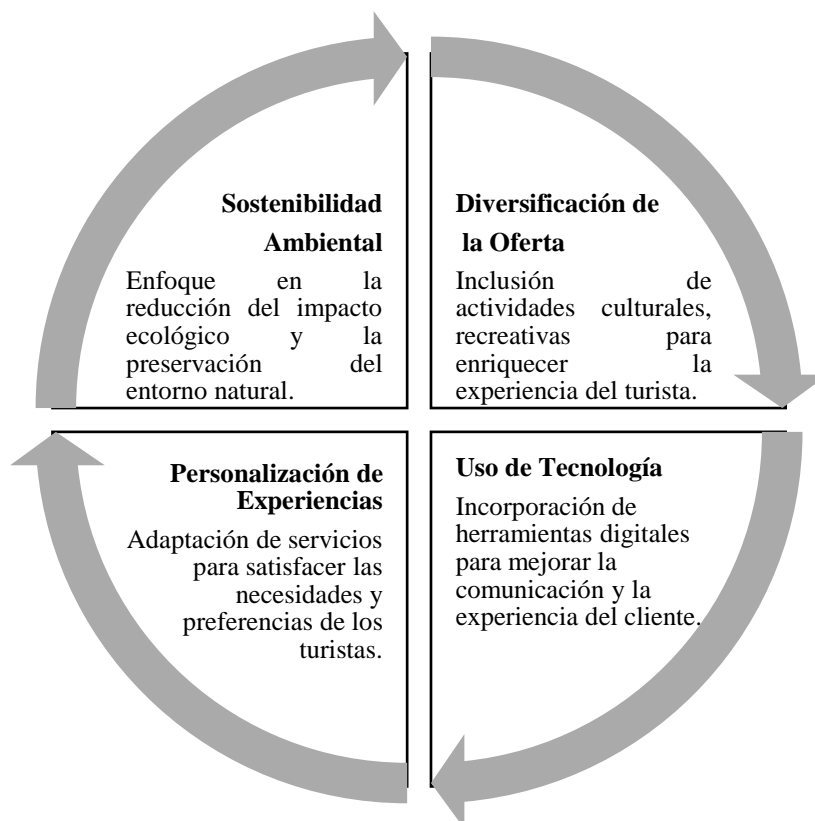 Sostenibilidad
Ambiental
Enfoque en la
reducción del impacto
ecológico y la
preservación del
entorno natural.
Diversificación de
la Oferta
Inclusión de
actividades culturales,
recreativas para
enriquecer la
experiencia del turista.
Personalización de
Experiencias
Adaptación de servicios
para satisfacer las
necesidades y
preferencias de los
turistas.
Uso de Tecnología
Incorporación de
herramientas digitales
para mejorar la
comunicación y la
experiencia del cliente.